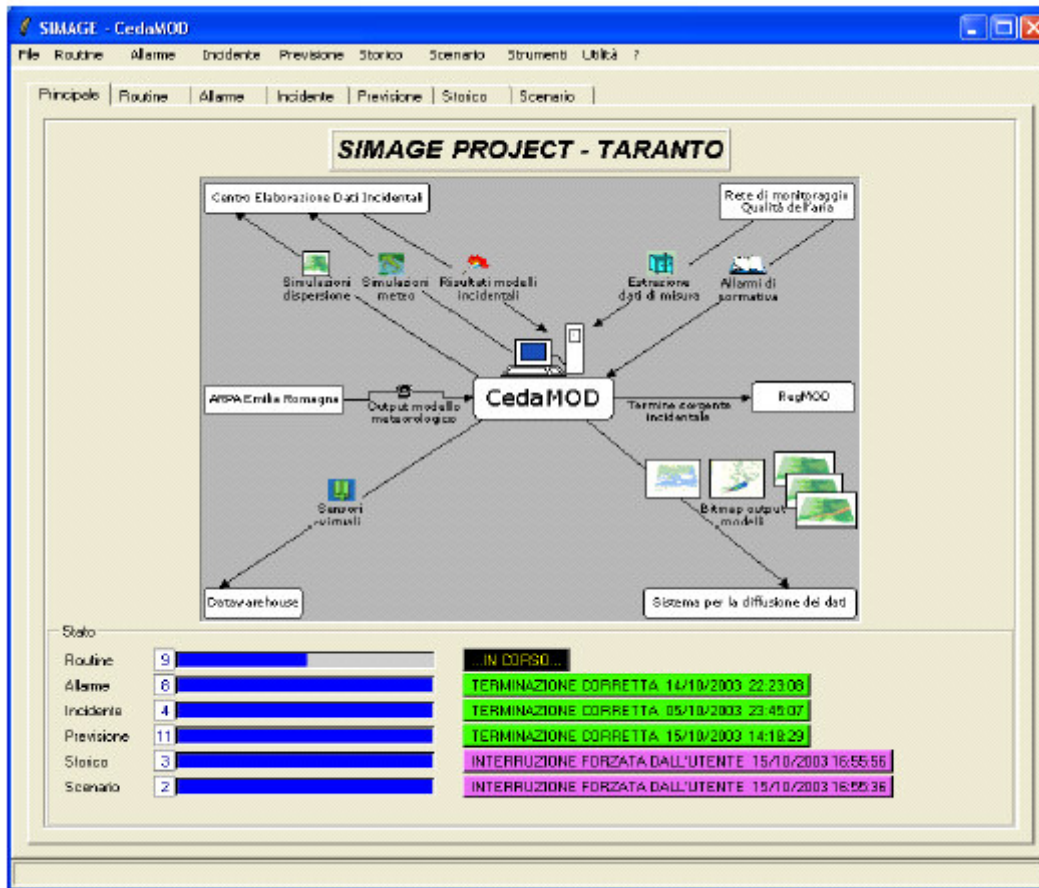 SIMAGE - CedaMOD
File Routine Allarme Incidente Previsione Storico Scenario Strumenti Utilità ?
Principale Routine Allarme Incidente Previsione Storico Scenario
SIMAGE PROJECT - TARANTO
Centro Elaborazione Dati Incidentali
Rete di monitoraggio
Qualità dell'aria
Simulazioni
dispersione
Simulazioni
meteo
Risultati modelli
incidentali
Estrazione
dati di misura
Allarmi di
normativa
CedaMOD
ARPA Emilia Romagna
Output modello
meteorologico
Termine sorgente
incidentale
RegMOD
Sensori
virtuali
Bitmap output
modelli
Datawarehouse
Sistema per la diffusione dei dati
Stato
Routine 9 ...IN CORSO...
Allarme 6 TERMINAZIONE CORRETTA 14/10/2003 22:23:08
Incidente 4 TERMINAZIONE CORRETTA 05/10/2003 23:45:07
Previsione 11 TERMINAZIONE CORRETTA 15/10/2003 14:18:29
Storico 3 INTERRUZIONE FORZATA DALL'UTENTE 15/10/2003 16:55:56
Scenario 2 INTERRUZIONE FORZATA DALL'UTENTE 15/10/2003 16:55:36